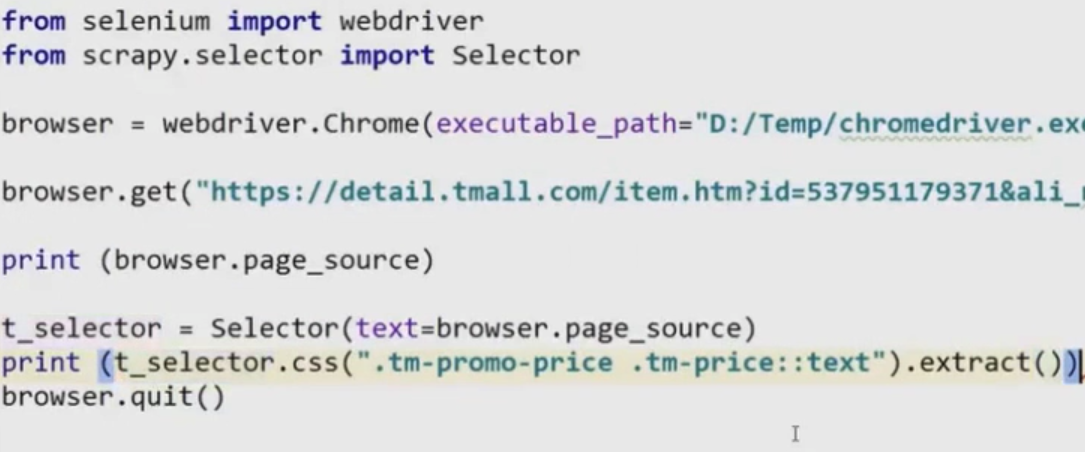 from selenium import webdriver
from scrapy.selector import Selector
browser = webdriver.Chrome(executable_path="D:/Temp/chromedriver.exe
browser.get("https://detail.tmall.com/item.htm?id=537951179371&ali_
print (browser.page_source)
t_selector = Selector(text=browser.page_source)
print (t_selector.css(".tm-promo-price .tm-price::text").extract())
browser.quit()